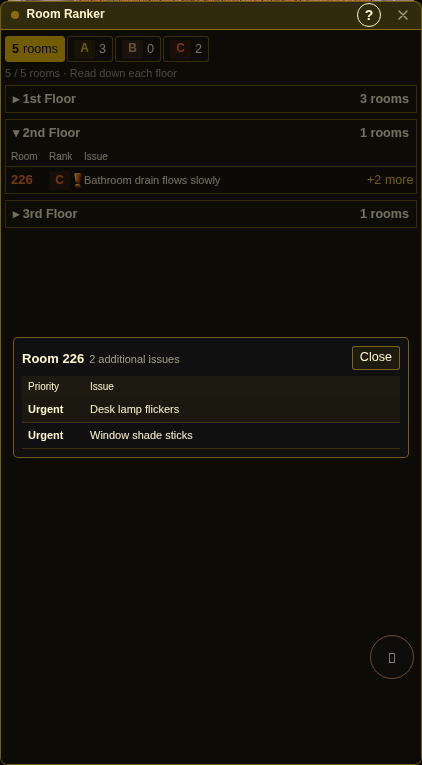 Room Ranker ? ×
5 rooms A 3 B 0 C 2
5 / 5 rooms · Read down each floor
▸ 1st Floor 3 rooms
▾ 2nd Floor 1 rooms
Room Rank Issue
226 C Bathroom drain flows slowly +2 more
▸ 3rd Floor 1 rooms
Room 226 2 additional issues Close
Priority Issue
Urgent Desk lamp flickers
Urgent Window shade sticks